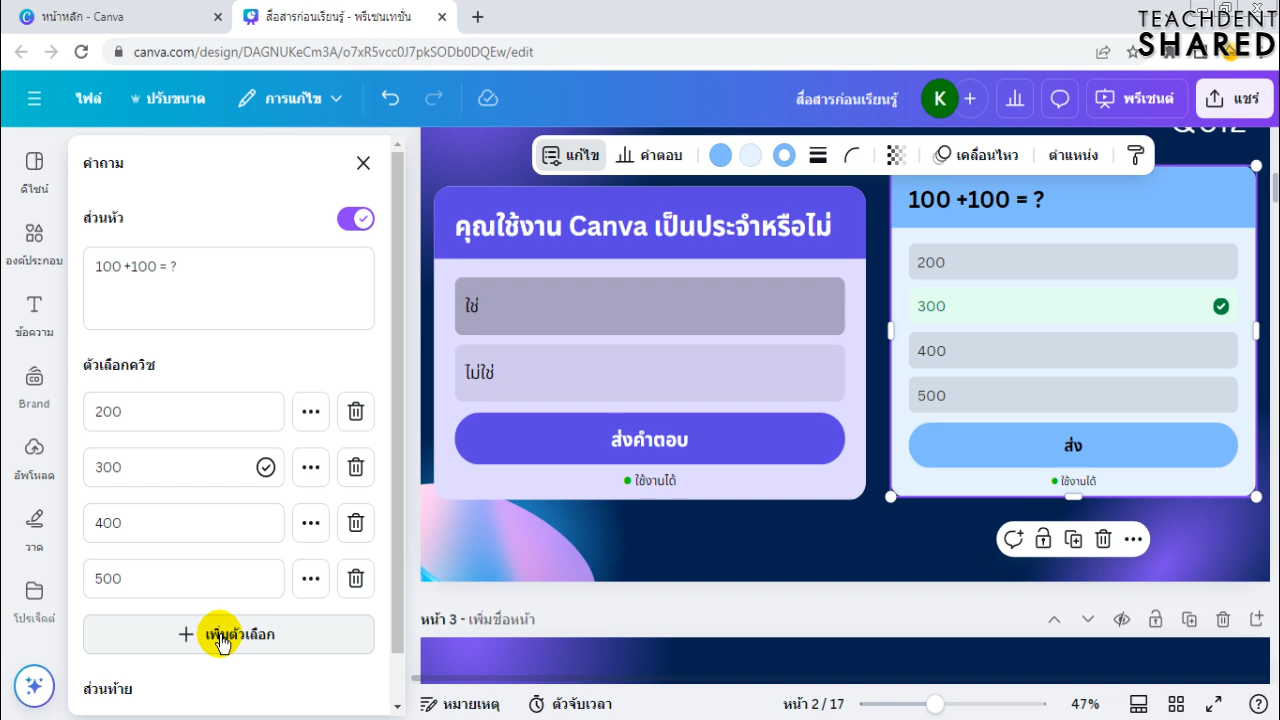 หน้าหลัก - Canva
สื่อสารก่อนเรียนรู้ - พรีเซนเทชั่น
TEACHDENT
SHARED
canva.com/design/DAGNUKeCm3A/o7xR5vcc0J7pkSODb0DQEw/edit
ไฟล์
ปรับขนาด
การแก้ไข
สื่อสารก่อนเรียนรู้
K
พรีเซนต์
แชร์
ดีไซน์
องค์ประกอบ
ข้อความ
Brand
อัพโหลด
วาด
โปรเจ็คต์
คำถาม
ส่วนหัว
100 +100 = ?
ตัวเลือกควิซ
200
300
400
500
เพิ่มตัวเลือก
ส่วนท้าย
แก้ไข
คำตอบ
เคลื่อนไหว
ตำแหน่ง
คุณใช้งาน Canva เป็นประจำหรือไม่
ใช่
ไม่ใช่
ส่งคำตอบ
ใช้งานได้
100 +100 = ?
200
300
400
500
ส่ง
ใช้งานได้
หน้า 3 - เพิ่มชื่อหน้า
หมายเหตุ
ตัวจับเวลา
หน้า 2 / 17
47%